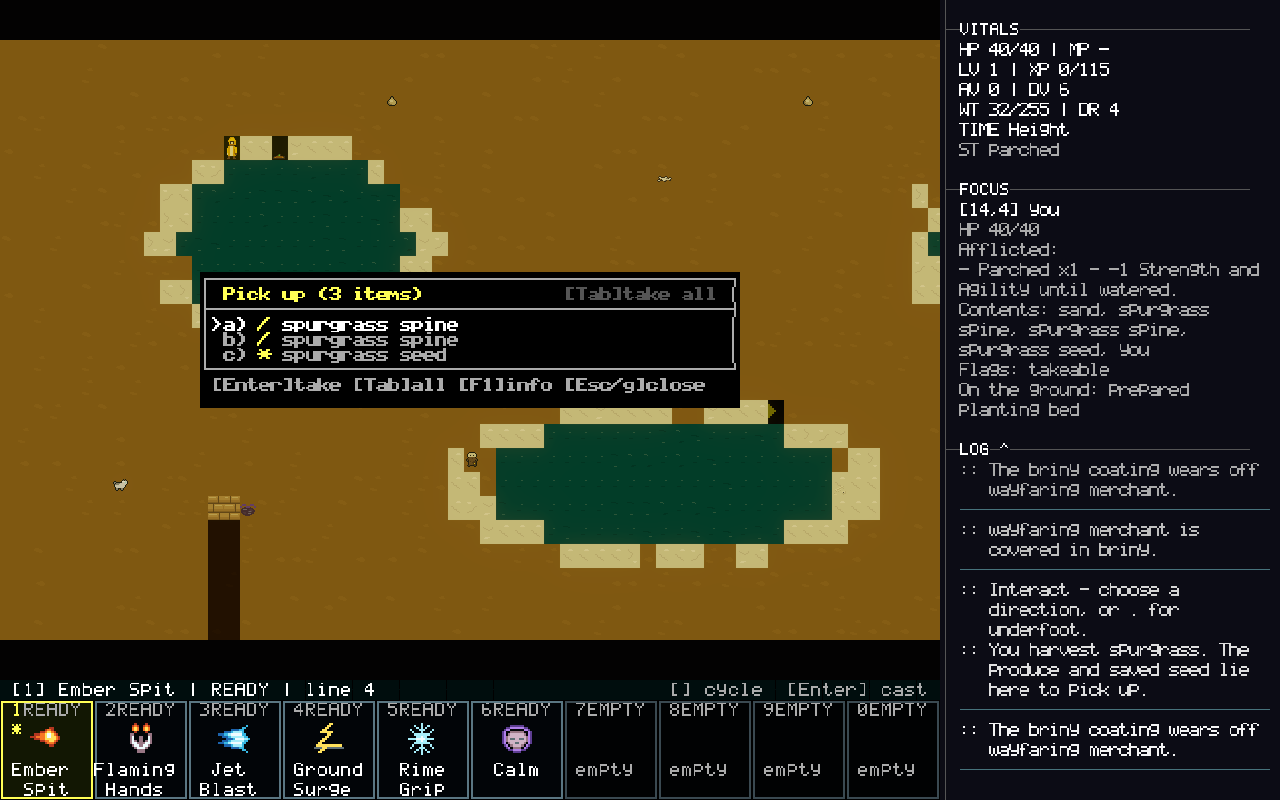 Pick up (3 items) [Tab]take all
>a) / spurgrass spine
b) / spurgrass spine
c) * spurgrass seed
[Enter]take [Tab]all [F1]info [Esc/g]close
[1] Ember Spit | READY | line 4 [] cycle [Enter] cast
1READY 2READY 3READY 4READY 5READY 6READY 7EMPTY 8EMPTY 9EMPTY 0EMPTY
*
Ember Flaming Jet Ground Rime Calm empty empty empty empty
Spit Hands Blast Surge Grip
VITALS
HP 40/40 | MP -
LV 1 | XP 0/115
AV 0 | DV 6
WT 32/255 | DR 4
TIME Height
ST Parched
FOCUS
[14,4] You
HP 40/40
Afflicted:
- Parched x1 - -1 Strength and
Agility until watered.
Contents: sand, spurgrass
spine, spurgrass spine,
spurgrass seed, You
Flags: takeable
On the ground: Prepared
Planting bed
LOG ^
:: The briny coating wears off
wayfaring merchant.
:: wayfaring merchant is
covered in briny.
:: Interact - choose a
direction, or . for
underfoot.
:: You harvest spurgrass. The
Produce and saved seed lie
here to Pick up.
:: The briny coating wears off
wayfaring merchant.